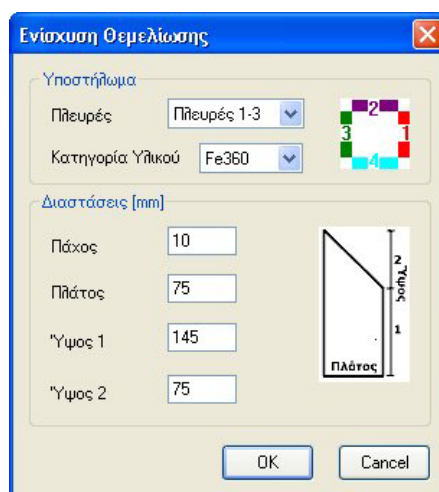 Ενίσχυση Θεμελίωσης
Υποστήλωμα
Πλευρές
Πλευρές 1-3
Κατηγορία Υλικού
Fe360
2
3
1
4
Διαστάσεις [mm]
Πάχος
10
Πλάτος
75
Ύψος 1
145
Ύψος 2
75
2
Ύψος
1
Πλάτος
OK
Cancel